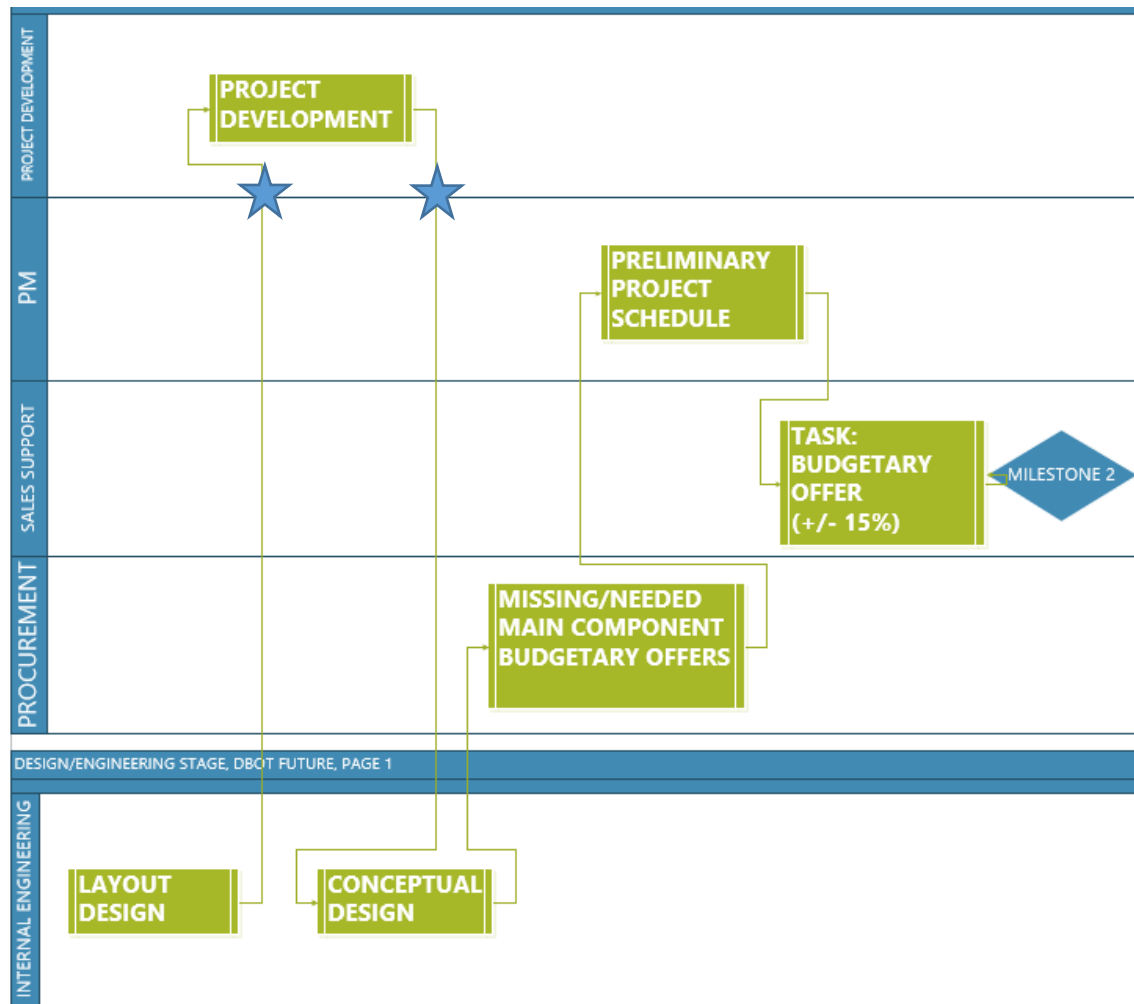 PROJECT DEVELOPMENT
PROJECT
DEVELOPMENT
PM
PRELIMINARY
PROJECT
SCHEDULE
SALES SUPPORT
TASK:
BUDGETARY
OFFER
(+/- 15%)
MILESTONE 2
PROCUREMENT
MISSING/NEEDED
MAIN COMPONENT
BUDGETARY OFFERS
DESIGN/ENGINEERING STAGE, DBOT FUTURE, PAGE 1
INTERNAL ENGINEERING
LAYOUT
DESIGN
CONCEPTUAL
DESIGN